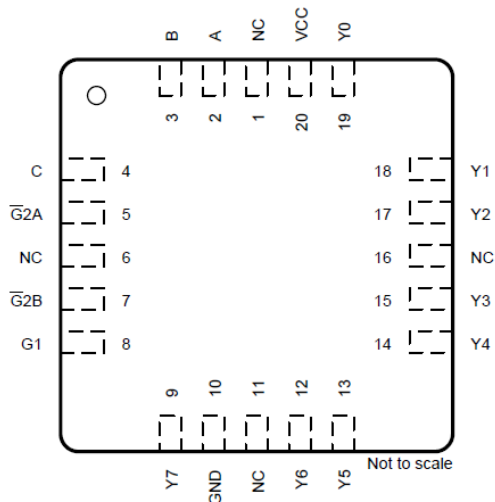 B A NC VCC Y0
3 2 1 20 19
C 4 18 Y1
G̅2A 5 17 Y2
NC 6 16 NC
G̅2B 7 15 Y3
G1 8 14 Y4
9 10 11 12 13
Y7 GND NC Y6 Y5
Not to scale